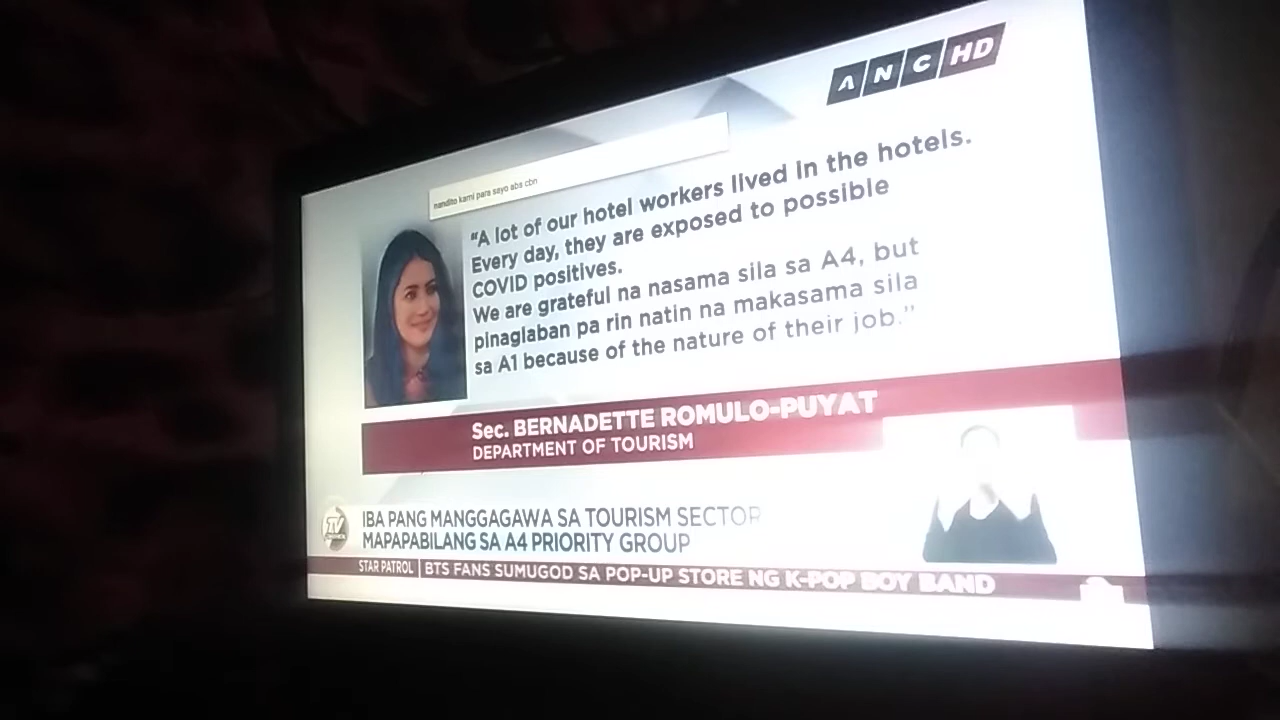 ANC HD
nandito kami para sayo abs cbn
“A lot of our hotel workers lived in the hotels.
Every day, they are exposed to possible
COVID positives.
We are grateful na nasama sila sa A4, but
pinaglaban pa rin natin na makasama sila
sa A1 because of the nature of their job.”
Sec. BERNADETTE ROMULO-PUYAT
DEPARTMENT OF TOURISM
TV
IBA PANG MANGGAGAWA SA TOURISM SECTOR
MAPAPABILANG SA A4 PRIORITY GROUP
STAR PATROL | BTS FANS SUMUGOD SA POP-UP STORE NG K-POP BOY BAND